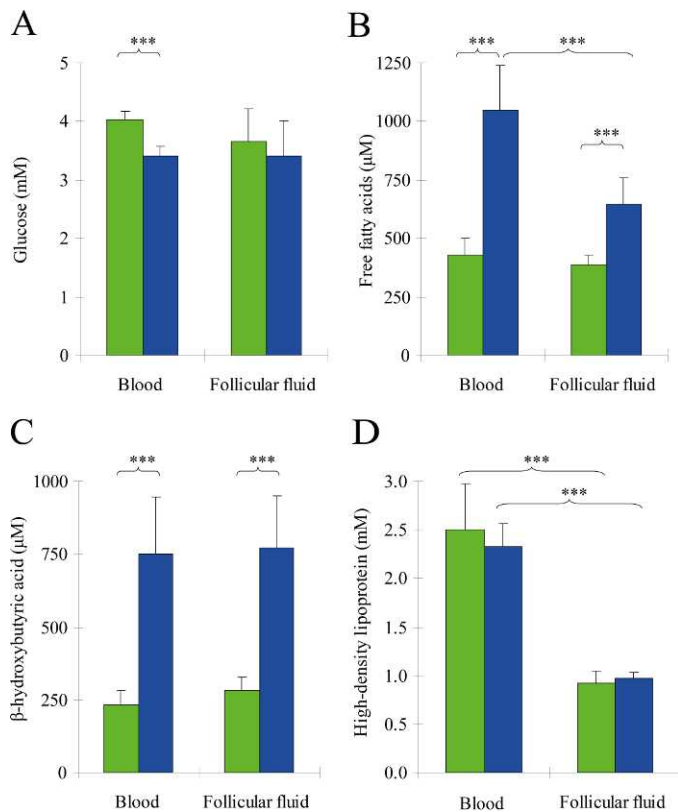 A
***
Glucose (mM)
5
4
3
2
1
0
Blood
Follicular fluid
B
***
***
***
Free fatty acids (µM)
1250
1000
750
500
250
0
Blood
Follicular fluid
C
***
***
β-hydroxybutyric acid (µM)
1000
750
500
250
0
Blood
Follicular fluid
D
***
***
High-density lipoprotein (mM)
3.0
2.5
2.0
1.5
1.0
0.5
0.0
Blood
Follicular fluid